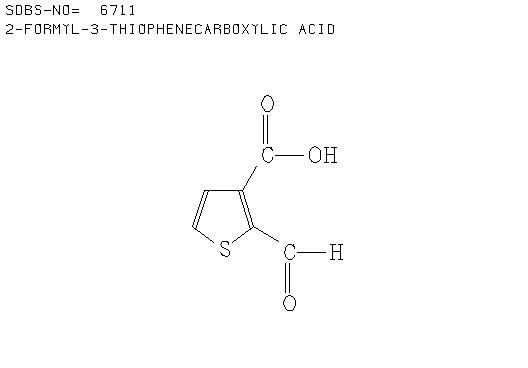 SDBS-NO= 6711
2-FORMYL-3-THIOPHENECARBOXYLIC ACID
O
C OH
S C H
O